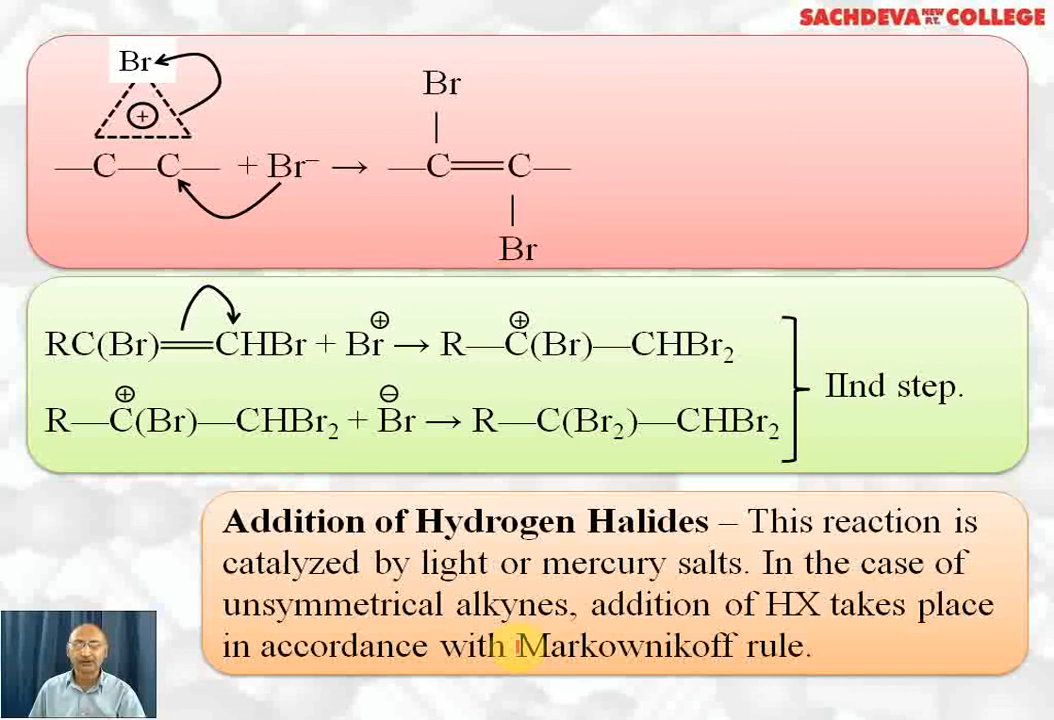 SACHDEVA NEW P.T. COLLEGE
Br
Br
⊕
—C—C— + Br⁻ → —C═C—
Br
⊕ ⊕
RC(Br)═CHBr + Br → R—C(Br)—CHBr₂
IInd step.
⊕ ⊖
R—C(Br)—CHBr₂ + Br → R—C(Br₂)—CHBr₂
Addition of Hydrogen Halides – This reaction is
catalyzed by light or mercury salts. In the case of
unsymmetrical alkynes, addition of HX takes place
in accordance with Markownikoff rule.